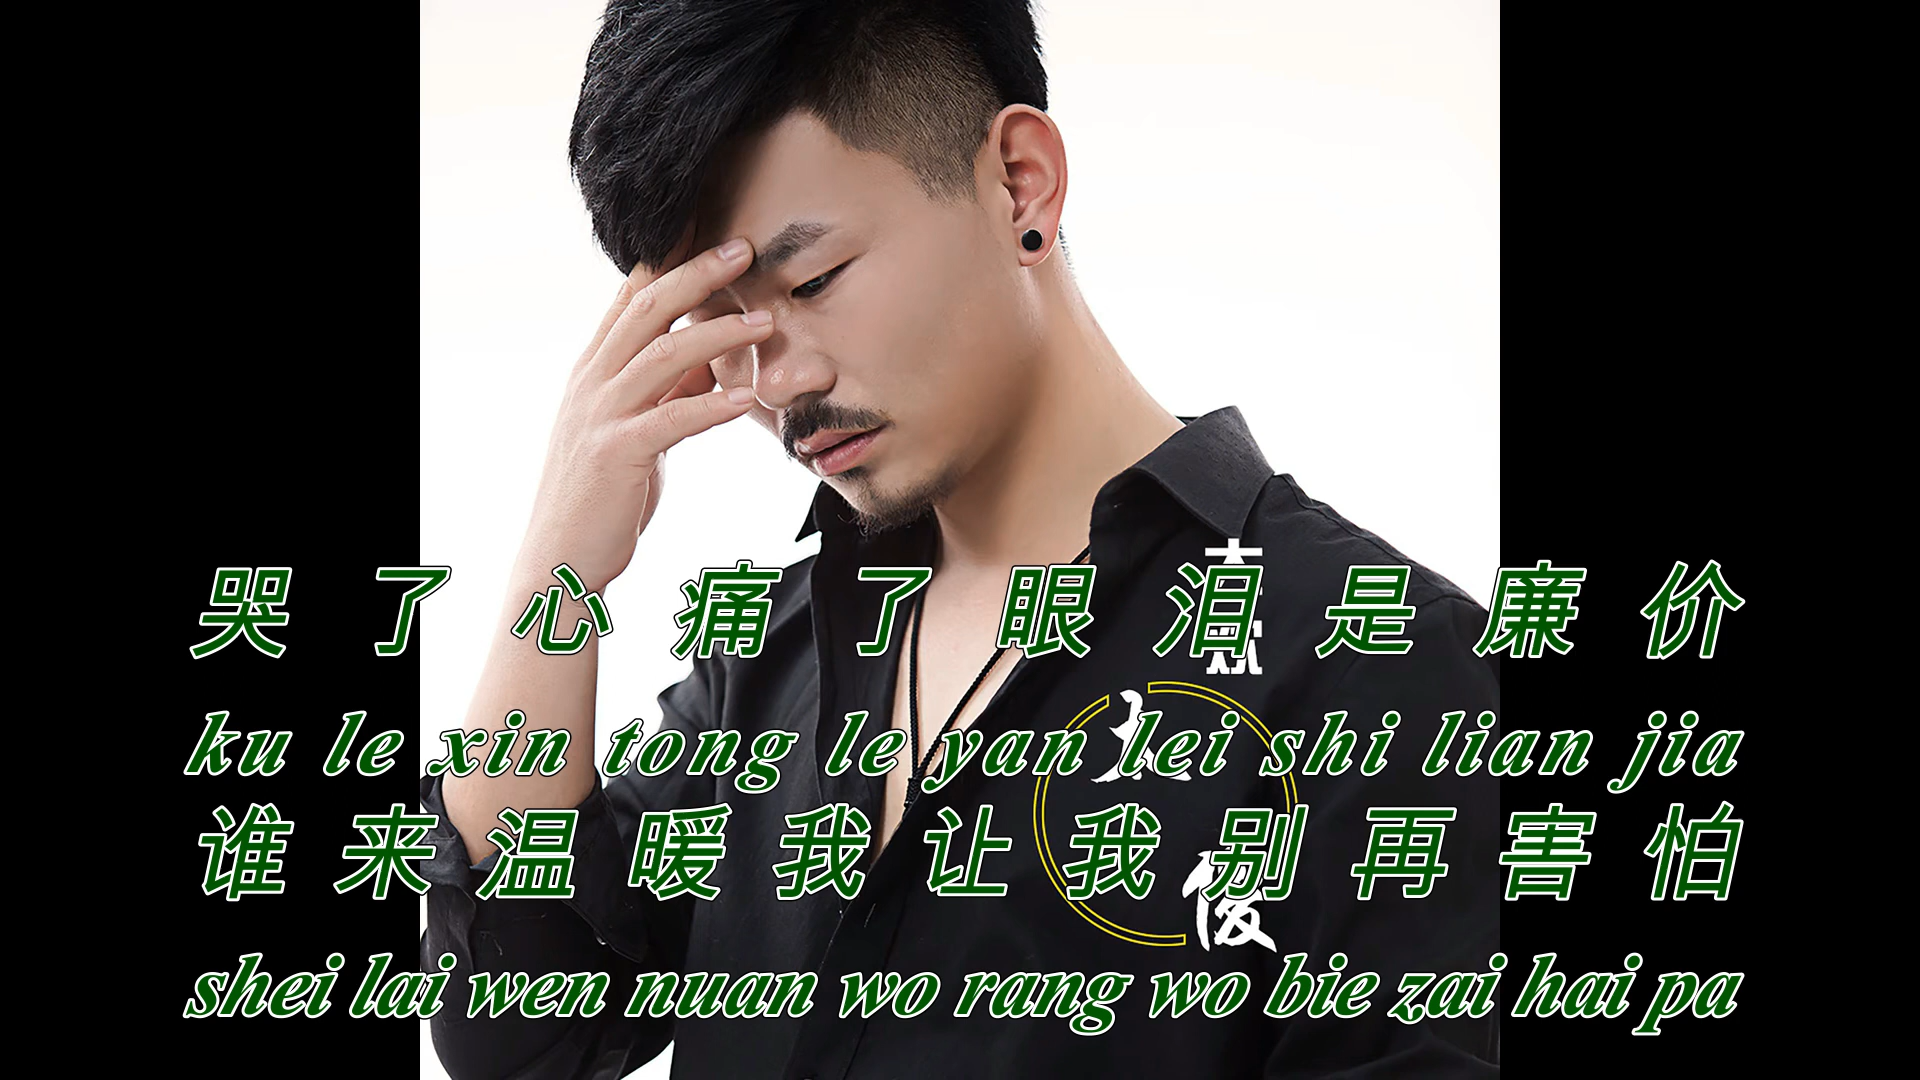 哭了心痛了眼泪是廉价
ku le xin tong le yan lei shi lian jia
谁来温暖我让我别再害怕
shei lai wen nuan wo rang wo bie zai hai pa